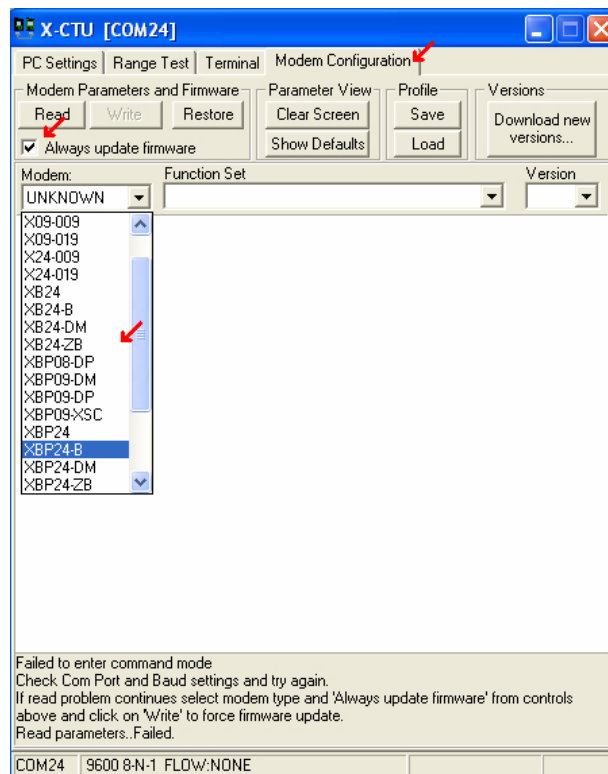 X-CTU [COM24]
PC Settings Range Test Terminal Modem Configuration
Modem Parameters and Firmware Parameter View Profile Versions
Read Write Restore Clear Screen Save Download new versions...
Always update firmware Show Defaults Load
Modem: Function Set Version
UNKNOWN
X09-009
X09-019
X24-009
X24-019
XB24
XB24-B
XB24-DM
XB24-ZB
XBP08-DP
XBP09-DM
XBP09-DP
XBP09-XSC
XBP24
XBP24-B
XBP24-DM
XBP24-ZB
Failed to enter command mode
Check Com Port and Baud settings and try again.
If read problem continues select modem type and 'Always update firmware' from controls
above and click on 'Write' to force firmware update.
Read parameters..Failed.
COM24 9600 8-N-1 FLOW:NONE